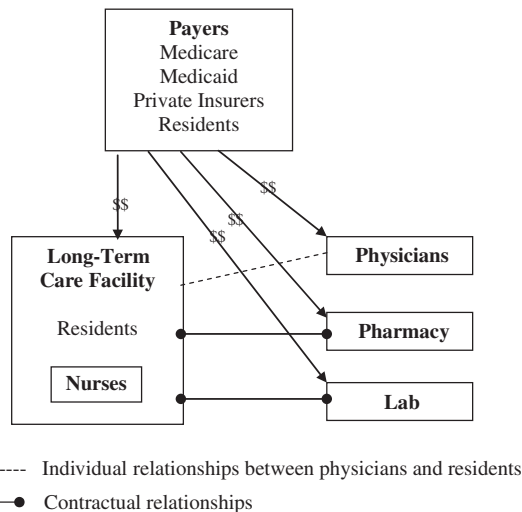 Payers
Medicare
Medicaid
Private Insurers
Residents
$$
$$
$$
$$
Long-Term
Care Facility
Residents
Nurses
Physicians
Pharmacy
Lab
Individual relationships between physicians and residents
Contractual relationships